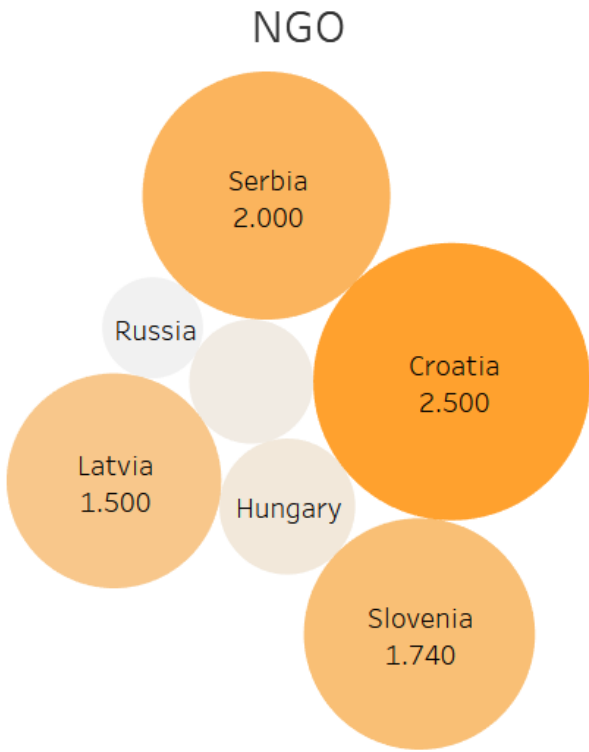 NGO
Serbia
2.000
Russia
Croatia
2.500
Latvia
1.500
Hungary
Slovenia
1.740